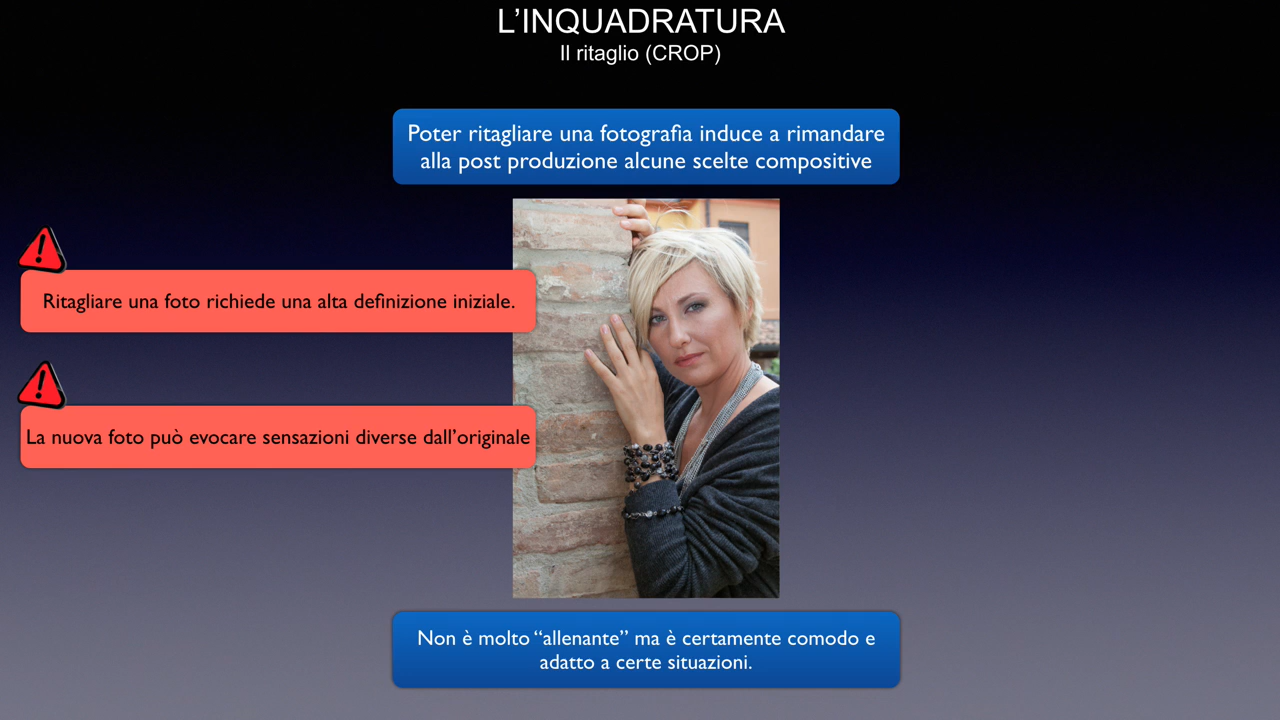 L’INQUADRATURA
Il ritaglio (CROP)
Poter ritagliare una fotografia induce a rimandare
alla post produzione alcune scelte compositive
Ritagliare una foto richiede una alta definizione iniziale.
La nuova foto può evocare sensazioni diverse dall’originale
Non è molto “allenante” ma è certamente comodo e
adatto a certe situazioni.